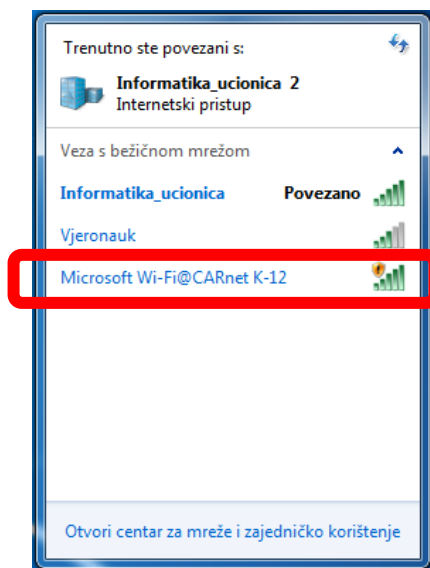 Trenutno ste povezani s:
Informatika_ucionica 2
Internetski pristup
Veza s bežičnom mrežom
Informatika_ucionica Povezano
Vjeronauk
Microsoft Wi-Fi@CARnet K-12
Otvori centar za mreže i zajedničko korištenje